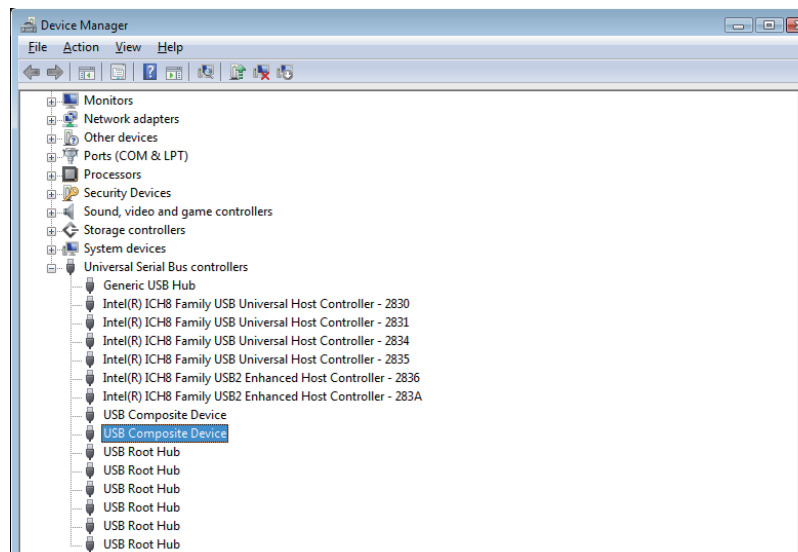 Device Manager
File Action View Help
Monitors
Network adapters
Other devices
Ports (COM & LPT)
Processors
Security Devices
Sound, video and game controllers
Storage controllers
System devices
Universal Serial Bus controllers
Generic USB Hub
Intel(R) ICH8 Family USB Universal Host Controller - 2830
Intel(R) ICH8 Family USB Universal Host Controller - 2831
Intel(R) ICH8 Family USB Universal Host Controller - 2834
Intel(R) ICH8 Family USB Universal Host Controller - 2835
Intel(R) ICH8 Family USB2 Enhanced Host Controller - 2836
Intel(R) ICH8 Family USB2 Enhanced Host Controller - 283A
USB Composite Device
USB Composite Device
USB Root Hub
USB Root Hub
USB Root Hub
USB Root Hub
USB Root Hub
USB Root Hub